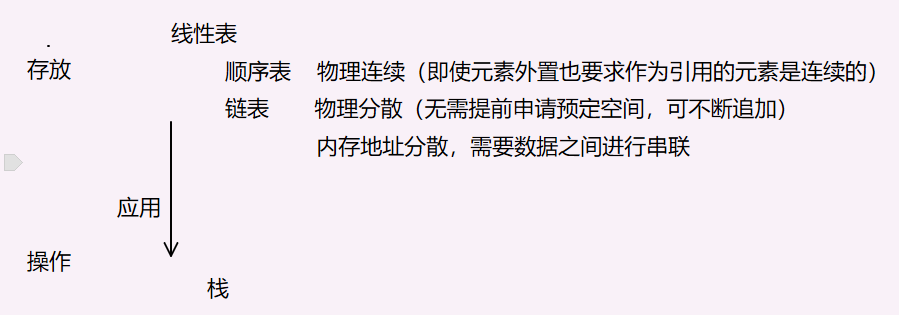 线性表
存放
顺序表 物理连续（即使元素外置也要求作为引用的元素是连续的）
链表 物理分散（无需提前申请预定空间，可不断追加）
内存地址分散，需要数据之间进行串联
应用
操作
栈